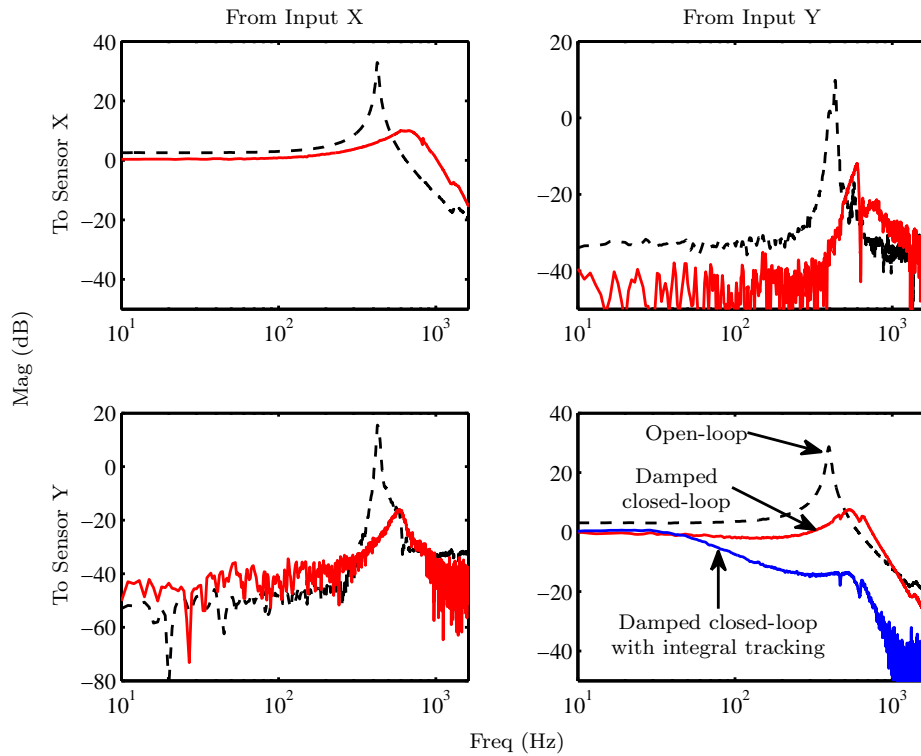 From Input X
From Input Y
40
20
0
−20
−40
10^1
10^2
10^3
To Sensor X
0
−20
−40
10^1
10^2
10^3
Mag (dB)
20
0
−20
−40
−60
−80
10^1
10^2
10^3
To Sensor Y
40
20
0
−20
−40
10^1
10^2
10^3
Open-loop
Damped
closed-loop
Damped closed-loop
with integral tracking
Freq (Hz)